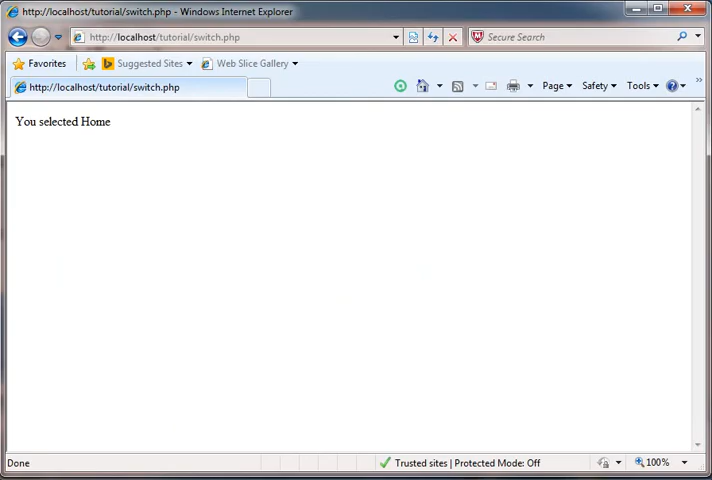 http://localhost/tutorial/switch.php - Windows Internet Explorer
http://localhost/tutorial/switch.php
Secure Search
Favorites
Suggested Sites
Web Slice Gallery
http://localhost/tutorial/switch.php
Page
Safety
Tools
»
You selected Home
Done
Trusted sites | Protected Mode: Off
100%